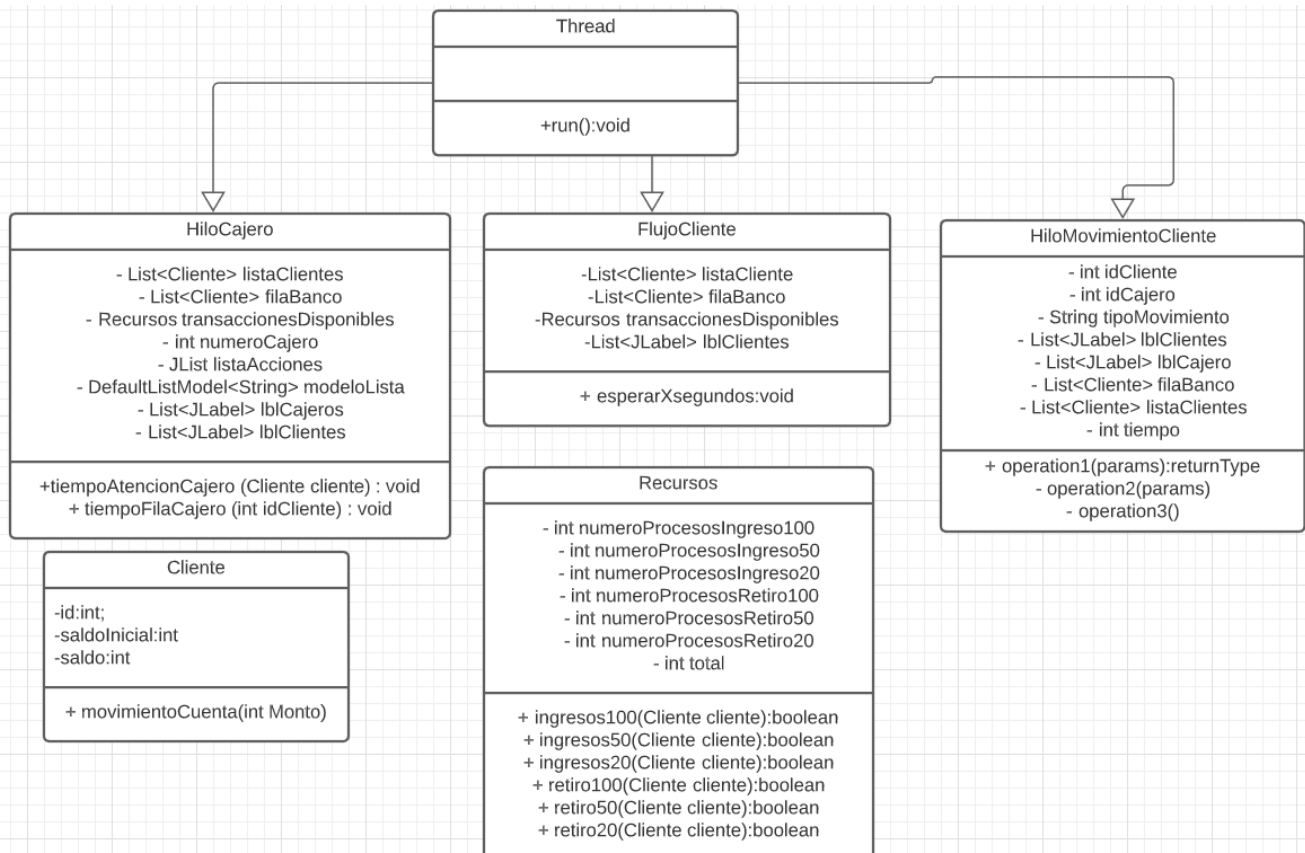 Thread
+run():void
HiloCajero
- List<Cliente> listaClientes
- List<Cliente> filaBanco
- Recursos transaccionesDisponibles
- int numeroCajero
- JList listaAcciones
- DefaultListModel<String> modeloLista
- List<JLabel> lblCajeros
- List<JLabel> lblClientes
+tiempoAtencionCajero (Cliente cliente) : void
+ tiempoFilaCajero (int idCliente) : void
FlujoCliente
-List<Cliente> listaCliente
-List<Cliente> filaBanco
-Recursos transaccionesDisponibles
-List<JLabel> lblClientes
+ esperarXsegundos:void
HiloMovimientoCliente
- int idCliente
- int idCajero
- String tipoMovimiento
- List<JLabel> lblClientes
- List<JLabel> lblCajero
- List<Cliente> filaBanco
- List<Cliente> listaClientes
- int tiempo
+ operation1(params):returnType
- operation2(params)
- operation3()
Cliente
-id:int;
-saldoInicial:int
-saldo:int
+ movimientoCuenta(int Monto)
Recursos
- int numeroProcesosIngreso100
- int numeroProcesosIngreso50
- int numeroProcesosIngreso20
- int numeroProcesosRetiro100
- int numeroProcesosRetiro50
- int numeroProcesosRetiro20
- int total
+ ingresos100(Cliente cliente):boolean
+ ingresos50(Cliente cliente):boolean
+ ingresos20(Cliente cliente):boolean
+ retiro100(Cliente cliente):boolean
+ retiro50(Cliente cliente):boolean
+ retiro20(Cliente cliente):boolean